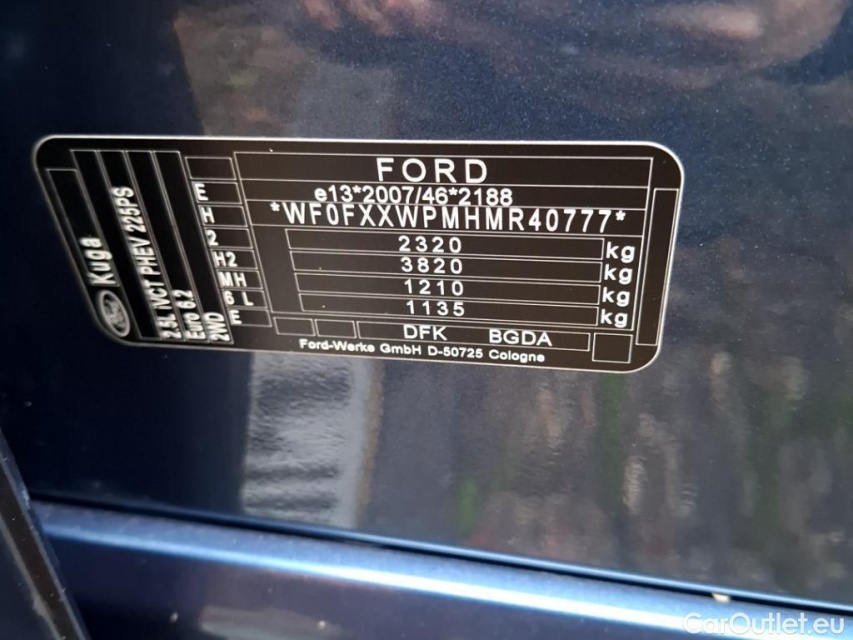 FORD
e13*2007/46*2188
*WF0FXXWPMHMR40777*
2320 kg
3820 kg
1210 kg
1135 kg
DFK BGDA
Ford-Werke GmbH D-50725 Cologne
E
H
2
H2
MH
6 L
E
Kuga
Ford
2.5L iVCT PHEV 225PS
Euro 6.2
2WD
CarOutlet.eu